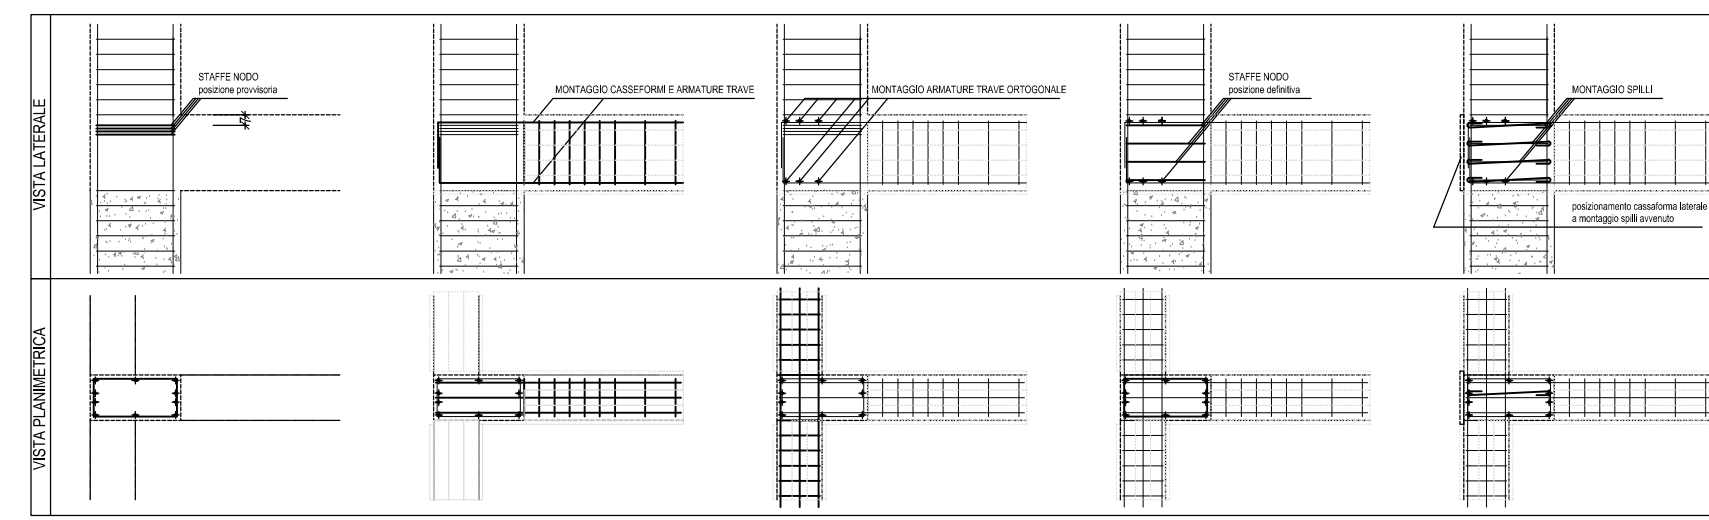 VISTA LATERALE
STAFFE NODO
posizione provvisoria
MONTAGGIO CASSEFORMI E ARMATURE TRAVE
MONTAGGIO ARMATURE TRAVE ORTOGONALE
STAFFE NODO
posizione definitiva
MONTAGGIO SPILLI
posizionamento cassaforma laterale
a montaggio spilli avvenuto
VISTA PLANIMETRICA